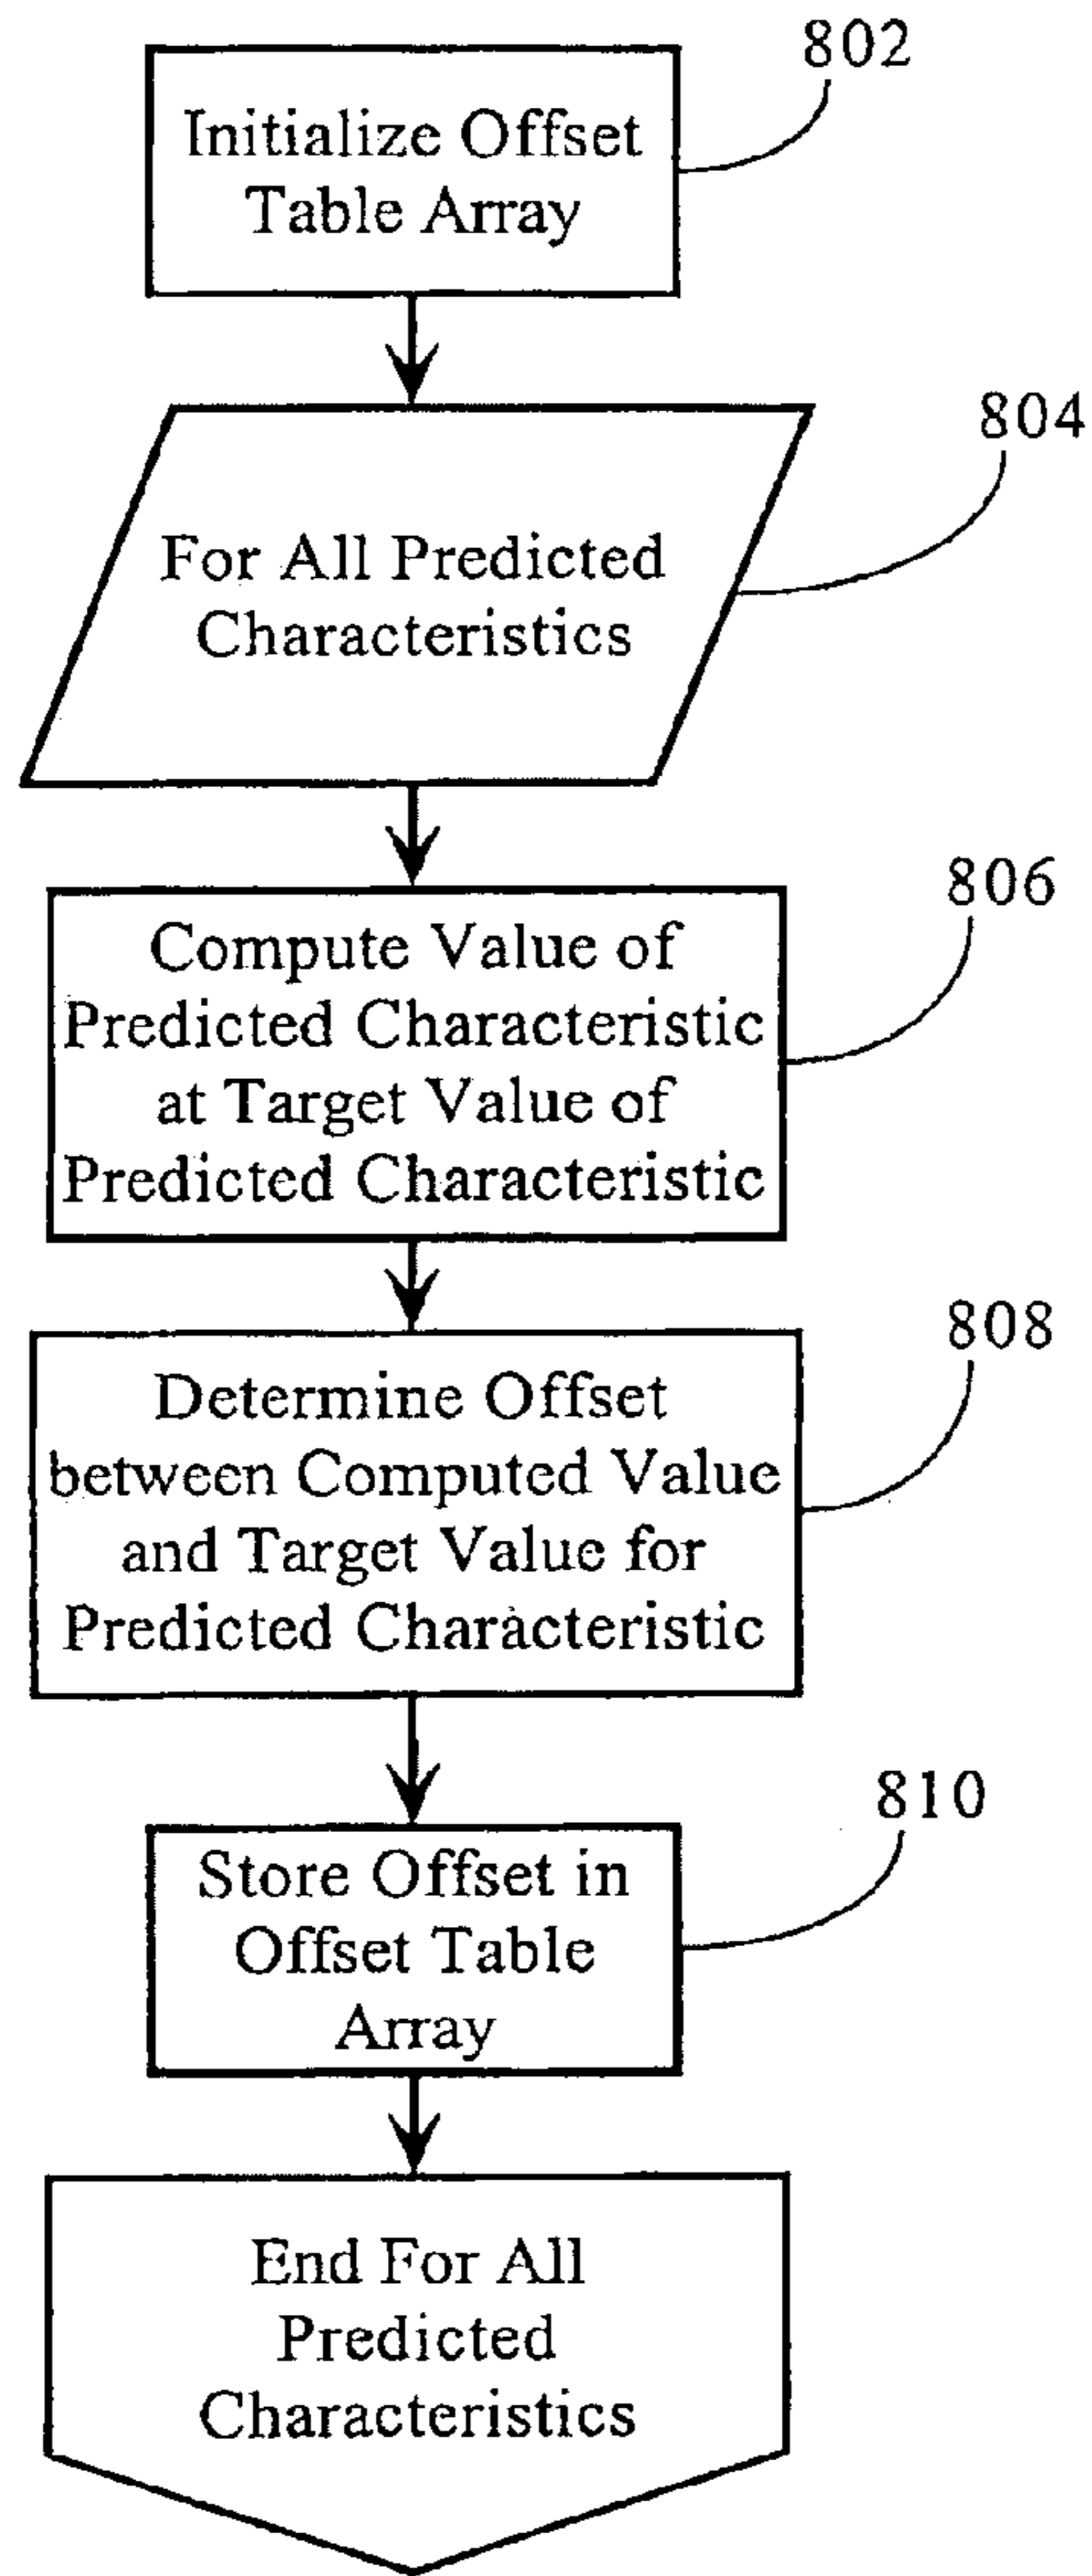 802
Initialize Offset
Table Array
804
For All Predicted
Characteristics
806
Compute Value of
Predicted Characteristic
at Target Value of
Predicted Characteristic
808
Determine Offset
between Computed Value
and Target Value for
Predicted Characteristic
810
Store Offset in
Offset Table
Array
End For All
Predicted
Characteristics